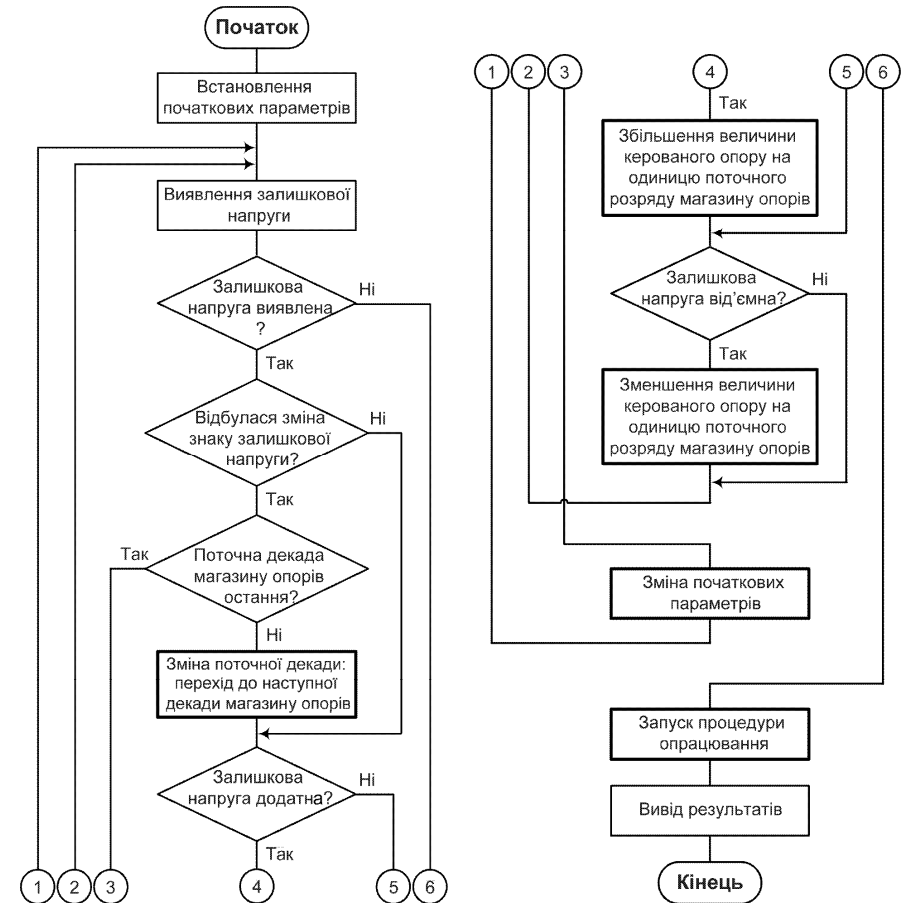 Початок
Встановлення
початкових параметрів
Виявлення залишкової
напруги
Залишкова
напруга виявлена
?
Ні
Так
Відбулася зміна
знаку залишкової
напруги?
Ні
Так
Поточна декада
магазину опорів
остання?
Так
Ні
Зміна поточної декади:
перехід до наступної
декади магазину опорів
Залишкова
напруга додатна?
Ні
Так
1
2
3
4
5
6
1
2
3
4
5
6
Так
Збільшення величини
керованого опору на
одиницю поточного
розряду магазину опорів
Залишкова
напруга від’ємна?
Ні
Так
Зменшення величини
керованого опору на
одиницю поточного
розряду магазину опорів
Зміна початкових
параметрів
Запуск процедури
опрацювання
Вивід результатів
Кінець